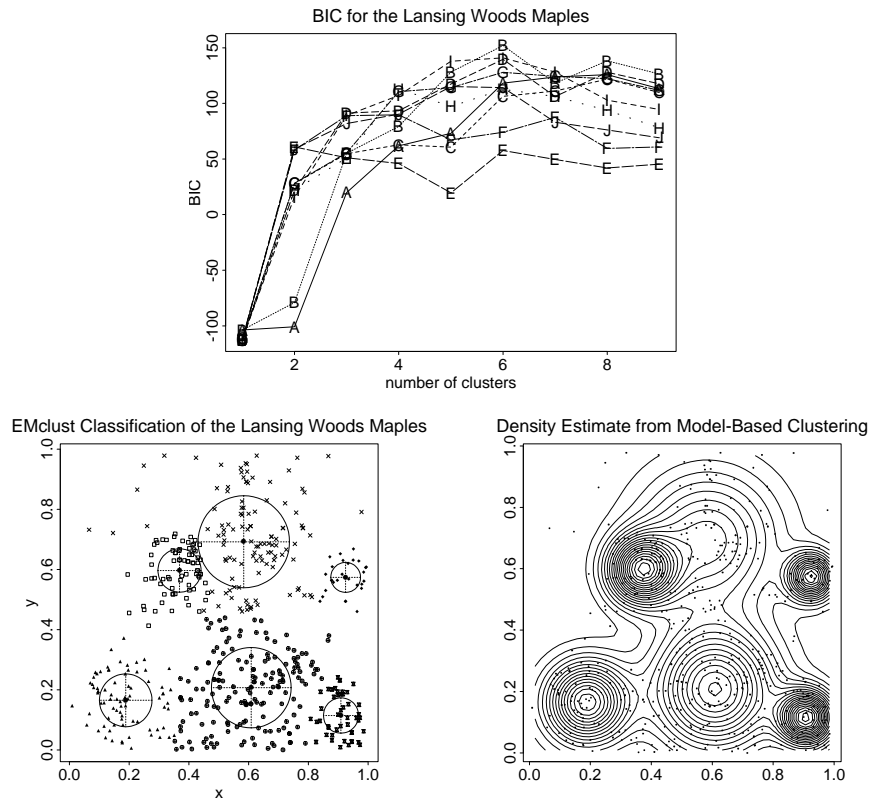 BIC for the Lansing Woods Maples
BIC
150
100
50
0
-50
-100
2 4 6 8
number of clusters
EMclust Classification of the Lansing Woods Maples
y
1.0
0.8
0.6
0.4
0.2
0.0
0.0 0.2 0.4 0.6 0.8 1.0
x
Density Estimate from Model-Based Clustering
1.0
0.8
0.6
0.4
0.2
0.0
0.0 0.2 0.4 0.6 0.8 1.0